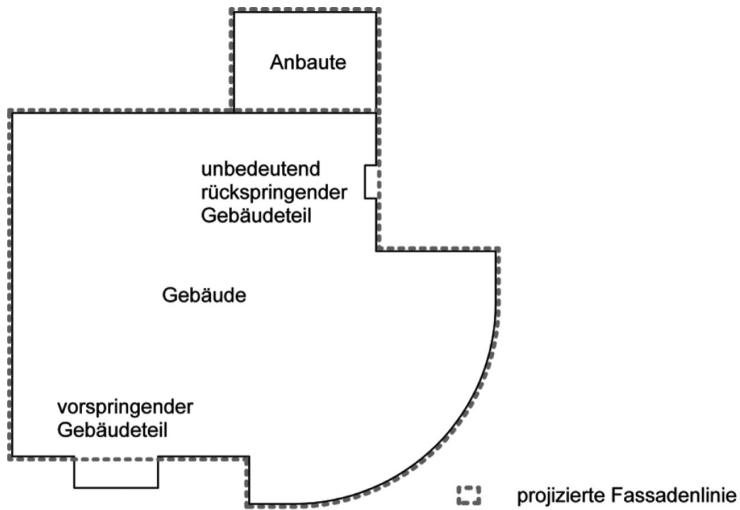 Anbaute
unbedeutend
rückspringender
Gebäudeteil
Gebäude
vorspringender
Gebäudeteil
projizierte Fassadenlinie